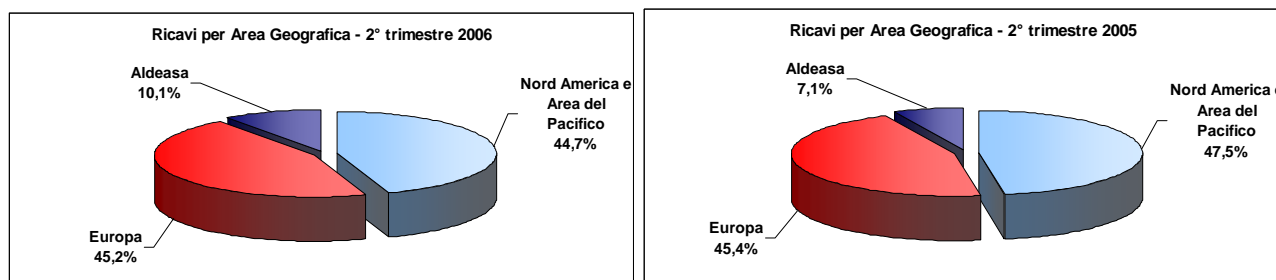 Ricavi per Area Geografica - 2° trimestre 2006
Aldeasa
10,1%
Nord America e
Area del
Pacifico
44,7%
Europa
45,2%
Ricavi per Area Geografica - 2° trimestre 2005
Aldeasa
7,1%
Nord America e
Area del
Pacifico
47,5%
Europa
45,4%